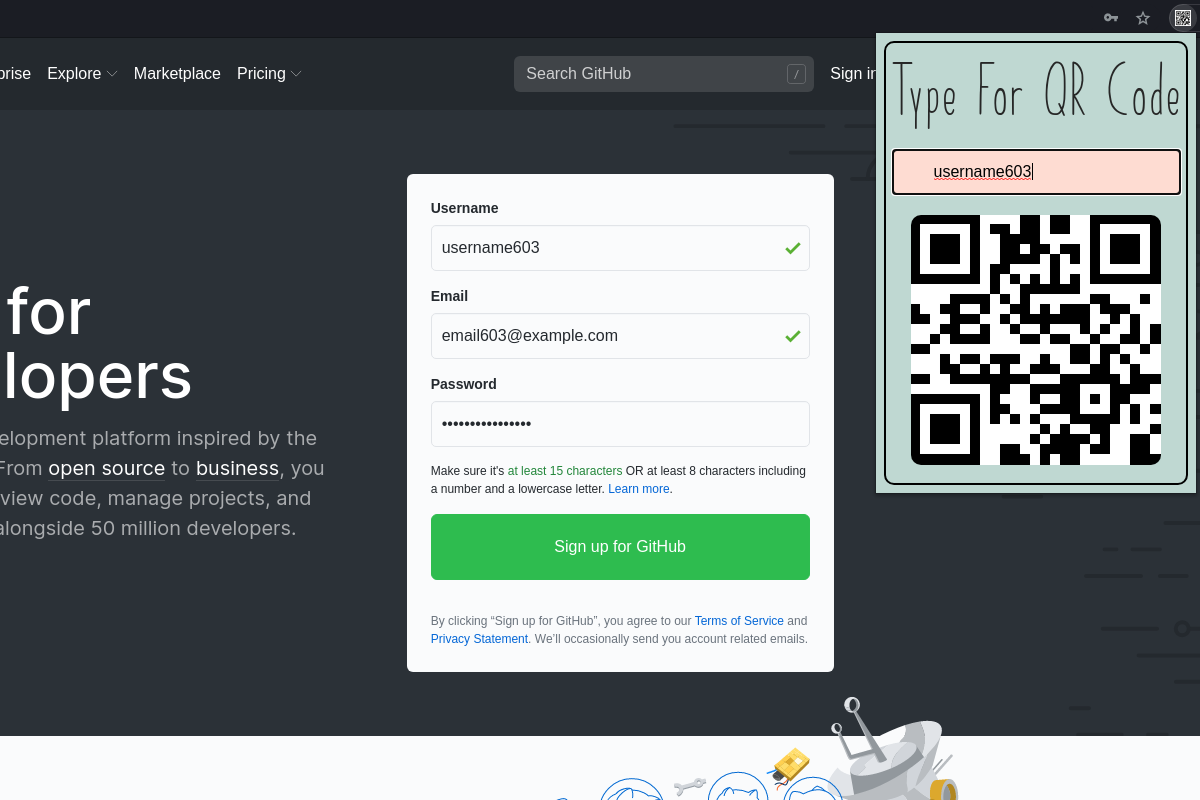 Explore
Marketplace
Pricing
Search GitHub
/
Sign in
for
lopers
elopment platform inspired by the
From open source to business, you
view code, manage projects, and
alongside 50 million developers.
Username
username603
Email
email603@example.com
Password
••••••••••••••••
Make sure it's at least 15 characters OR at least 8 characters including
a number and a lowercase letter. Learn more.
Sign up for GitHub
By clicking “Sign up for GitHub”, you agree to our Terms of Service and
Privacy Statement. We’ll occasionally send you account related emails.
Type For QR Code
username603